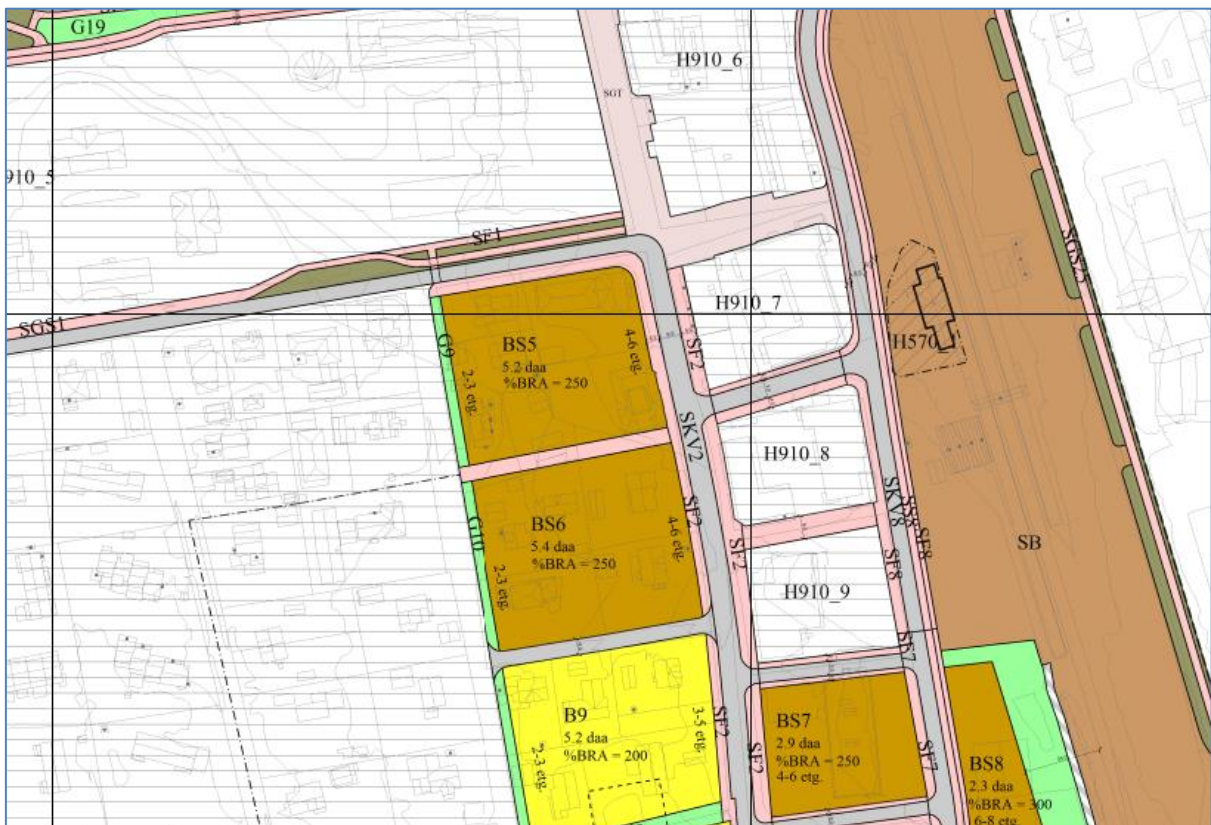 G19
H910_6
SGT
910_5
SF1
SGS25
H910_7
SGS1
H570_
BS5
5.2 daa
%BRA = 250
4-6 etg.
2-3 etg.
G9
SF2
SKV2
H910_8
BS6
5.4 daa
%BRA = 250
4-6 etg.
2-3 etg.
G10
SF2
SF2
SKV8
SS8
SF8
SF8
SB
H910_9
SF7
B9
5.2 daa
%BRA = 200
3-5 etg.
2-3 etg.
SF2
SF2
BS7
2.9 daa
%BRA = 250
4-6 etg.
SF7
BS8
2.3 daa
%BRA = 300
6-8 etg